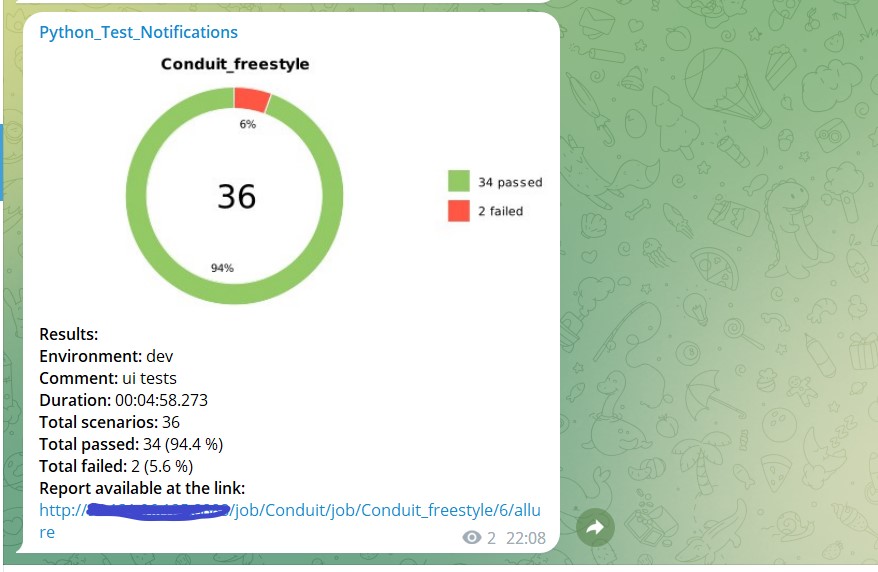 Python_Test_Notifications
Conduit_freestyle
6%
36
94%
34 passed
2 failed
Results:
Environment: dev
Comment: ui tests
Duration: 00:04:58.273
Total scenarios: 36
Total passed: 34 (94.4 %)
Total failed: 2 (5.6 %)
Report available at the link:
http:///job/Conduit/job/Conduit_freestyle/6/allu
re
2 22:08